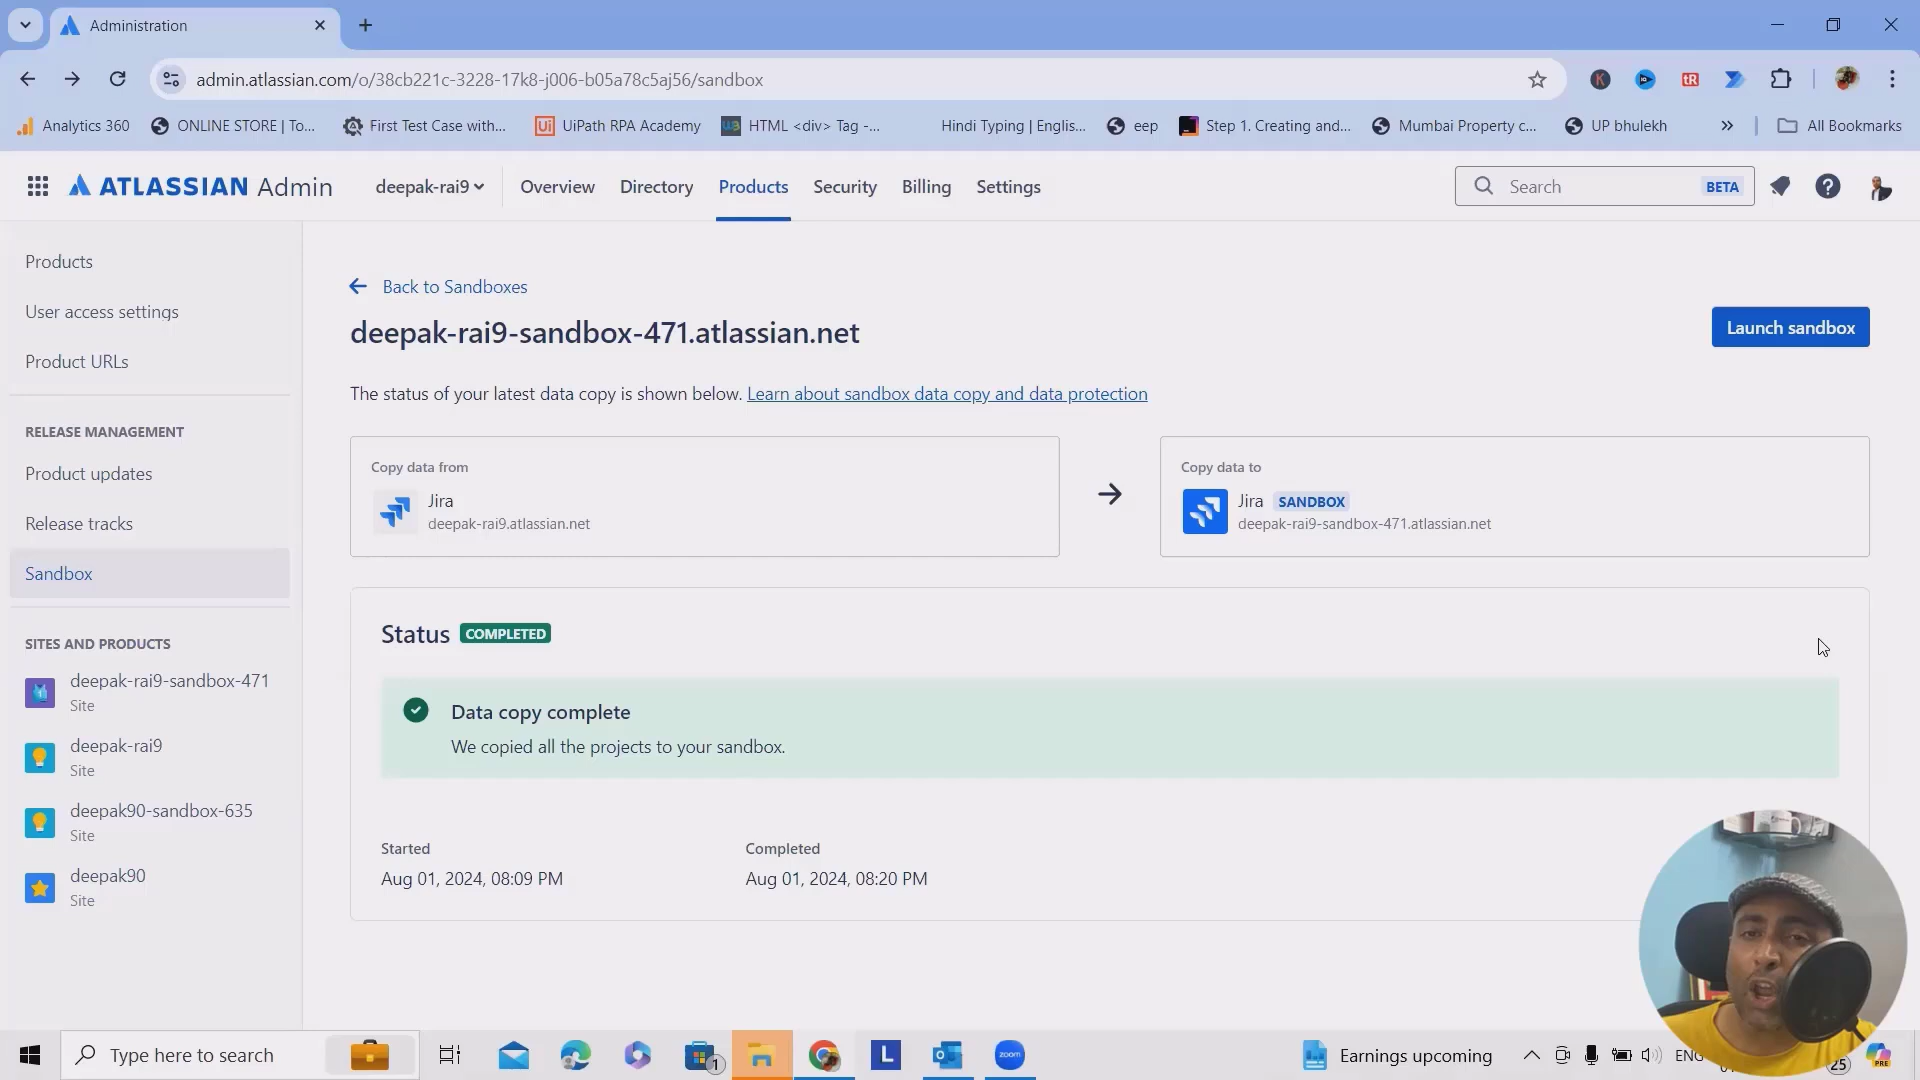 Administration
admin.atlassian.com/o/38cb221c-3228-17k8-j006-b05a78c5aj56/sandbox
Analytics 360
ONLINE STORE | To...
First Test Case with...
UiPath RPA Academy
HTML <div> Tag -...
Hindi Typing | Englis...
eep
Step 1. Creating and...
Mumbai Property c...
UP bhulekh
All Bookmarks
ATLASSIAN Admin
deepak-rai9
Overview
Directory
Products
Security
Billing
Settings
Search
BETA
Products
User access settings
Product URLs
RELEASE MANAGEMENT
Product updates
Release tracks
Sandbox
SITES AND PRODUCTS
deepak-rai9-sandbox-471
Site
deepak-rai9
Site
deepak90-sandbox-635
Site
deepak90
Site
Back to Sandboxes
deepak-rai9-sandbox-471.atlassian.net
Launch sandbox
The status of your latest data copy is shown below. Learn about sandbox data copy and data protection
Copy data from
Jira
deepak-rai9.atlassian.net
Copy data to
Jira SANDBOX
deepak-rai9-sandbox-471.atlassian.net
Status COMPLETED
Data copy complete
We copied all the projects to your sandbox.
Started
Aug 01, 2024, 08:09 PM
Completed
Aug 01, 2024, 08:20 PM
Type here to search
1
L
zoom
Earnings upcoming
ENG
25
PRE